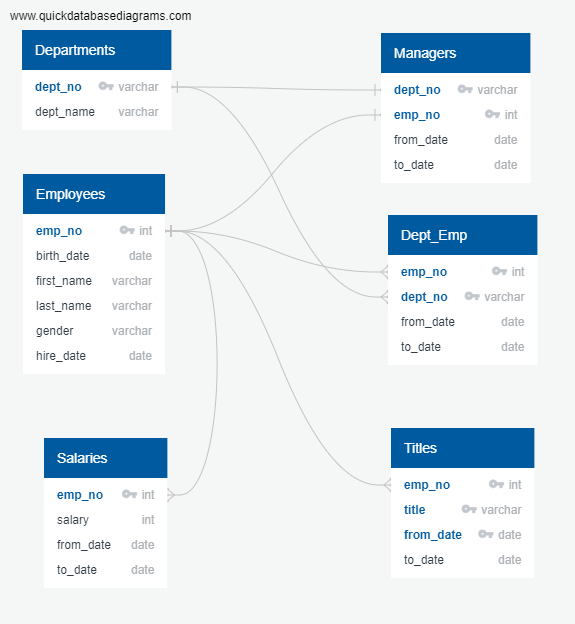 www.quickdatabasediagrams.com
Departments
dept_no varchar
dept_name varchar
Managers
dept_no varchar
emp_no int
from_date date
to_date date
Employees
emp_no int
birth_date date
first_name varchar
last_name varchar
gender varchar
hire_date date
Dept_Emp
emp_no int
dept_no varchar
from_date date
to_date date
Salaries
emp_no int
salary int
from_date date
to_date date
Titles
emp_no int
title varchar
from_date date
to_date date